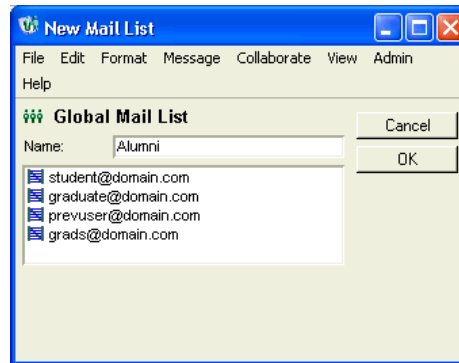 New Mail List
File Edit Format Message Collaborate View Admin
Help
Global Mail List
Cancel
Name: Alumni
OK
student@domain.com
graduate@domain.com
prevuser@domain.com
grads@domain.com